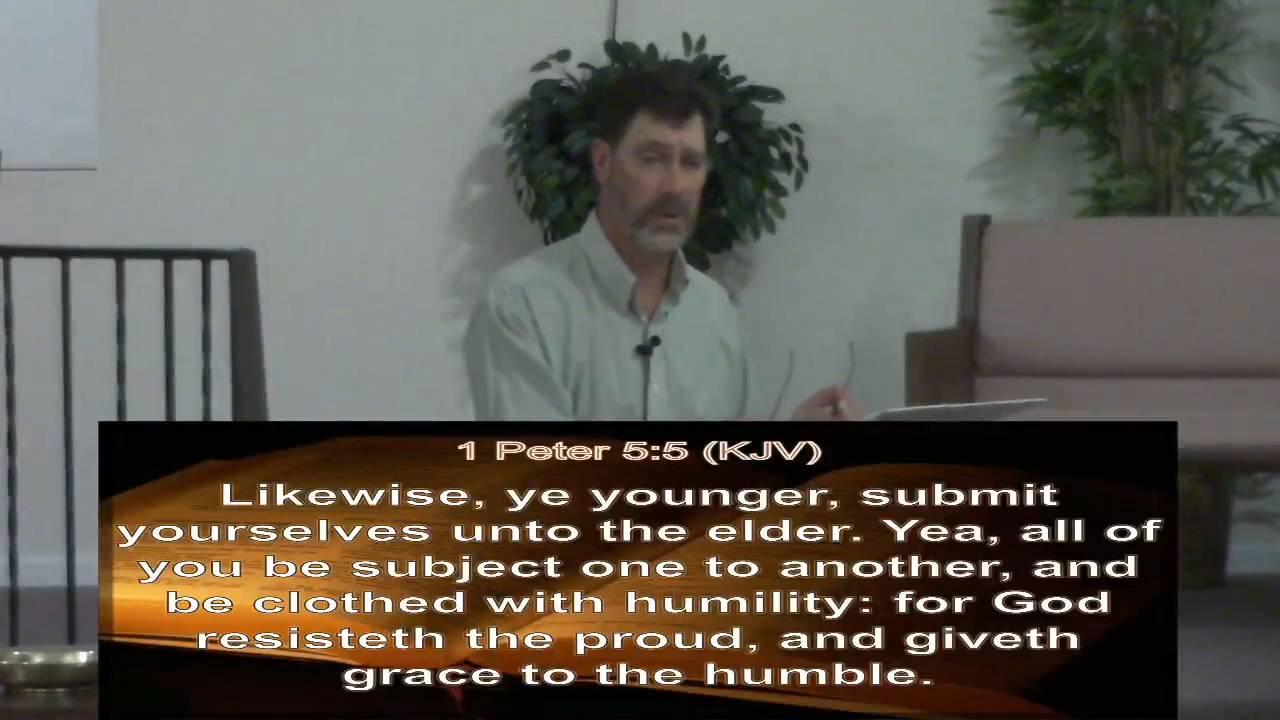 1 Peter 5:5 (KJV)
Likewise, ye younger, submit
yourselves unto the elder. Yea, all of
you be subject one to another, and
be clothed with humility: for God
resisteth the proud, and giveth
grace to the humble.